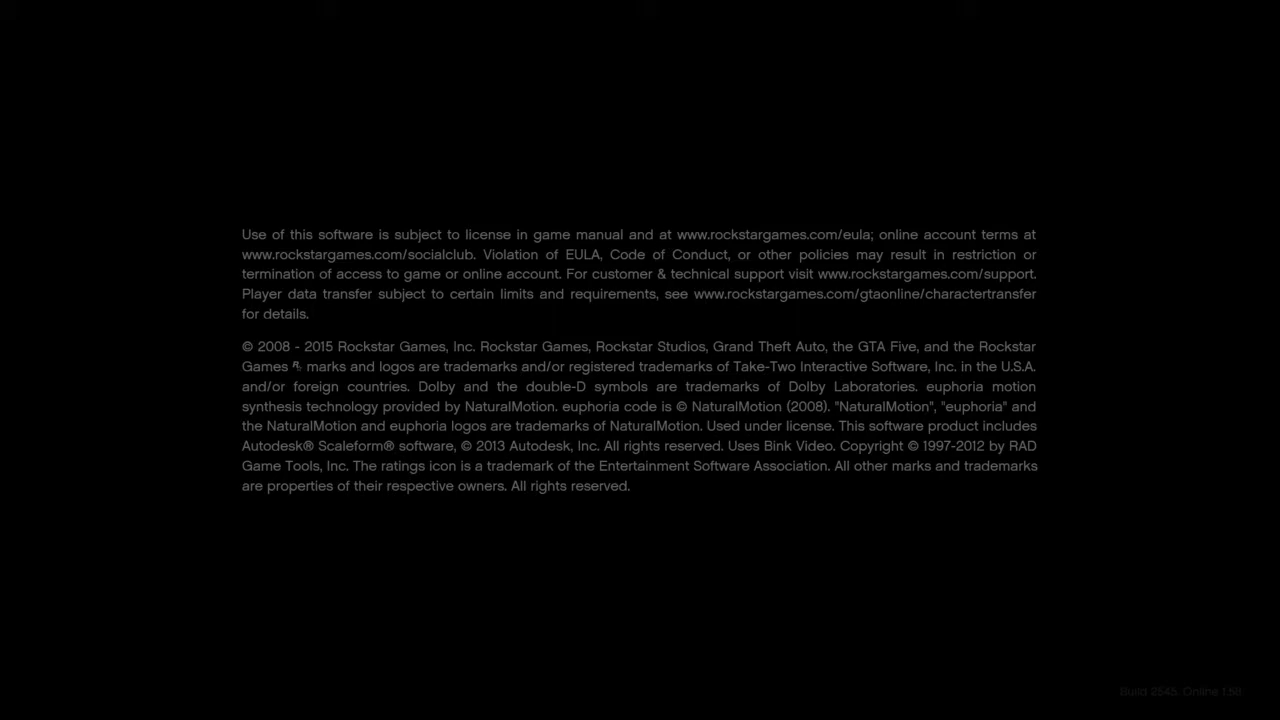 Use of this software is subject to license in game manual and at www.rockstargames.com/eula; online account terms at
www.rockstargames.com/socialclub. Violation of EULA, Code of Conduct, or other policies may result in restriction or
termination of access to game or online account. For customer & technical support visit www.rockstargames.com/support.
Player data transfer subject to certain limits and requirements, see www.rockstargames.com/gtaonline/charactertransfer
for details.
© 2008 - 2015 Rockstar Games, Inc. Rockstar Games, Rockstar Studios, Grand Theft Auto, the GTA Five, and the Rockstar
Games R* marks and logos are trademarks and/or registered trademarks of Take-Two Interactive Software, Inc. in the U.S.A.
and/or foreign countries. Dolby and the double-D symbols are trademarks of Dolby Laboratories. euphoria motion
synthesis technology provided by NaturalMotion. euphoria code is © NaturalMotion (2008). "NaturalMotion", "euphoria" and
the NaturalMotion and euphoria logos are trademarks of NaturalMotion. Used under license. This software product includes
Autodesk® Scaleform® software, © 2013 Autodesk, Inc. All rights reserved. Uses Bink Video. Copyright © 1997-2012 by RAD
Game Tools, Inc. The ratings icon is a trademark of the Entertainment Software Association. All other marks and trademarks
are properties of their respective owners. All rights reserved.
Build 2545, Online 1.58